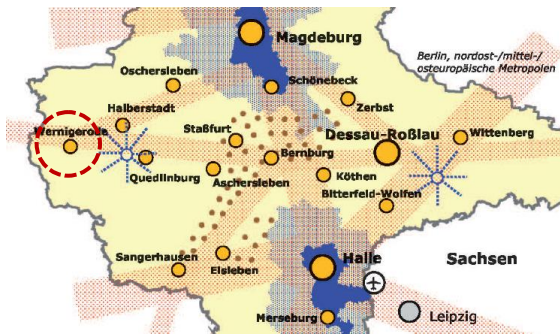 Magdeburg
Berlin, nordost-/mittel-/
osteuropäische Metropolen
Oschersleben
Schönebeck
Halberstadt
Zerbst
Wernigerode
Staßfurt
Dessau-Roßlau
Wittenberg
Bernburg
Quedlinburg
Aschersleben
Köthen
Bitterfeld-Wolfen
Sangerhausen
Eisleben
Halle
Sachsen
Merseburg
Leipzig